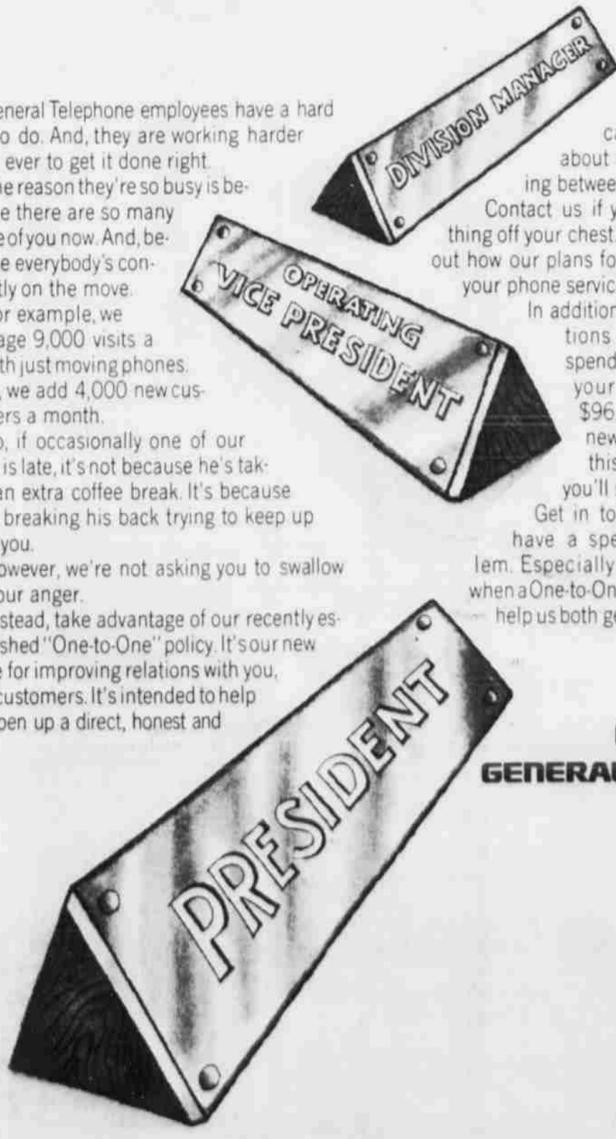 eneral Telephone employees have a hard
o do. And, they are working harder
ever to get it done right.
ne reason they're so busy is be-
e there are so many
e of you now. And, be-
e everybody's con-
tly on the move.
or example, we
age 9,000 visits a
th just moving phones.
, we add 4,000 new cus-
ers a month.
o, if occasionally one of our
is late, it's not because he's tak-
an extra coffee break. It's because
breaking his back trying to keep up
you.
owever, we're not asking you to swallow
our anger.
stead, take advantage of our recently es-
shed "One-to-One" policy. It's our new
e for improving relations with you,
customers. It's intended to help
pen up a direct, honest and
DIVISION MANAGER
OPERATING
VICE PRESIDENT
PRESIDENT
ca
about
ing between
Contact us if y
thing off your chest.
out how our plans fo
your phone servic
In addition
tions
spend
your
$96
new
this
you'll
Get in to
have a spe
lem. Especially
when a One-to-On
help us both ge
GENERAL